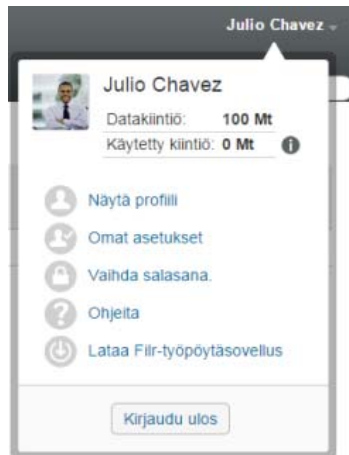 Julio Chavez
Julio Chavez
Datakiintiö: 100 Mt
Käytetty kiintiö: 0 Mt
Näytä profiili
Omat asetukset
Vaihda salasana.
Ohjeita
Lataa Filr-työpöytäsovellus
Kirjaudu ulos